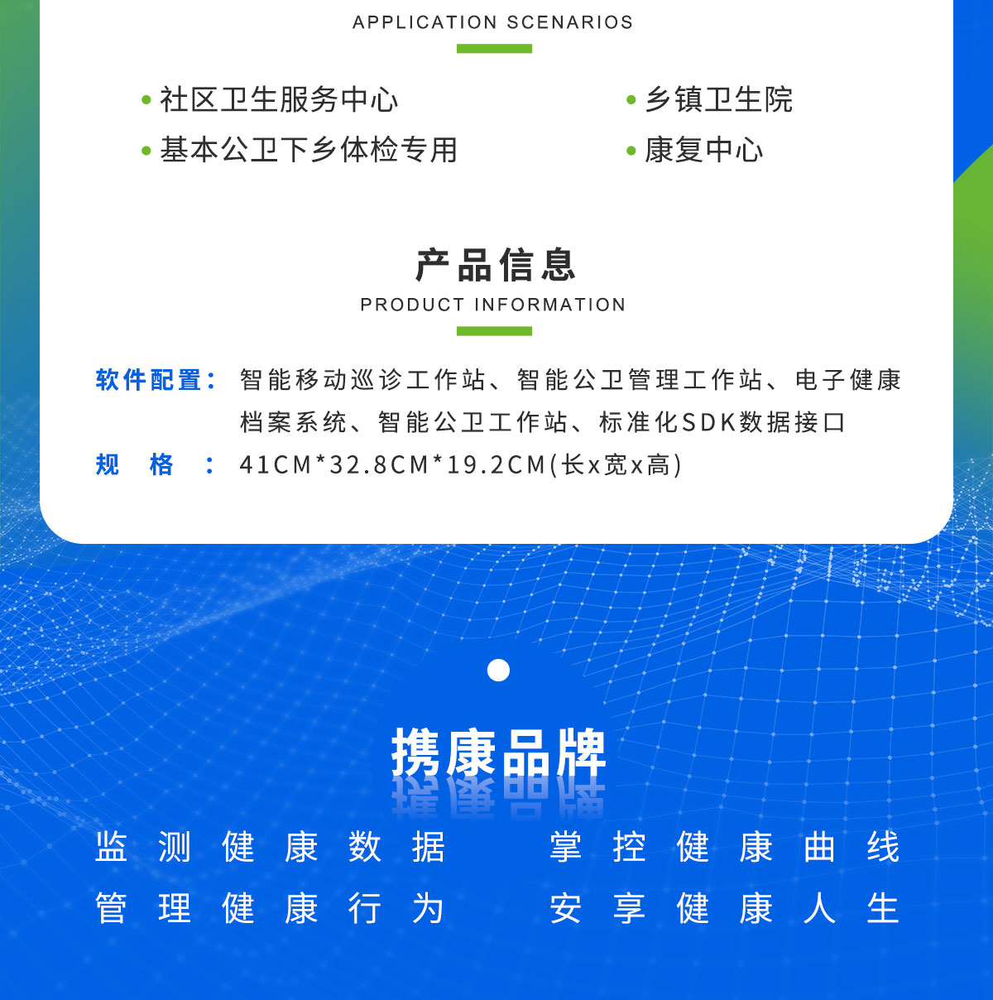 APPLICATION SCENARIOS
社区卫生服务中心
乡镇卫生院
基本公卫下乡体检专用
康复中心
产品信息
PRODUCT INFORMATION
软件配置：智能移动巡诊工作站、智能公卫管理工作站、电子健康
档案系统、智能公卫工作站、标准化SDK数据接口
规格：41CM*32.8CM*19.2CM(长x宽x高)
携康品牌
监测健康数据 掌控健康曲线
管理健康行为 安享健康人生